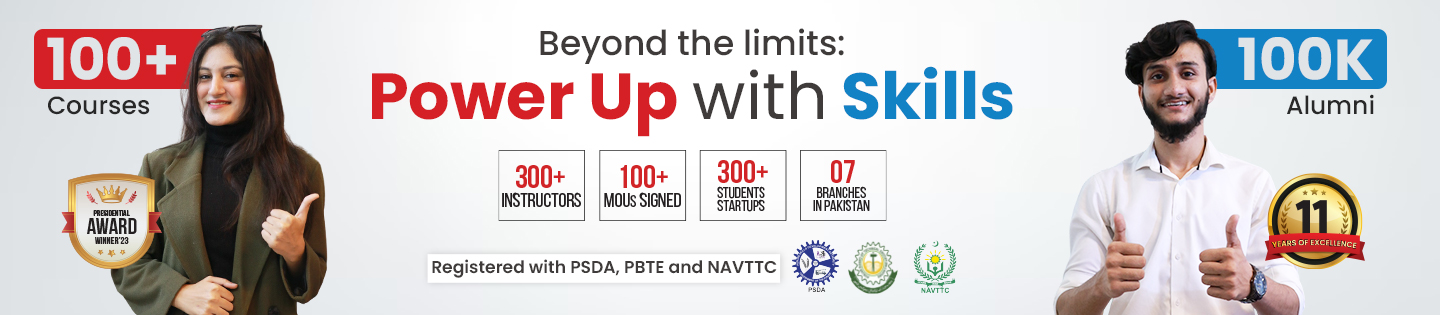 100+
Courses
PRESIDENTIAL
AWARD
WINNER'23
Beyond the limits:
Power Up with Skills
300+
INSTRUCTORS
100+
MOUS SIGNED
300+
STUDENTS
STARTUPS
07
BRANCHES
IN PAKISTAN
Registered with PSDA, PBTE and NAVTTC
PSDA
NAVTTC
100K
Alumni
11
YEARS OF EXCELLENCE